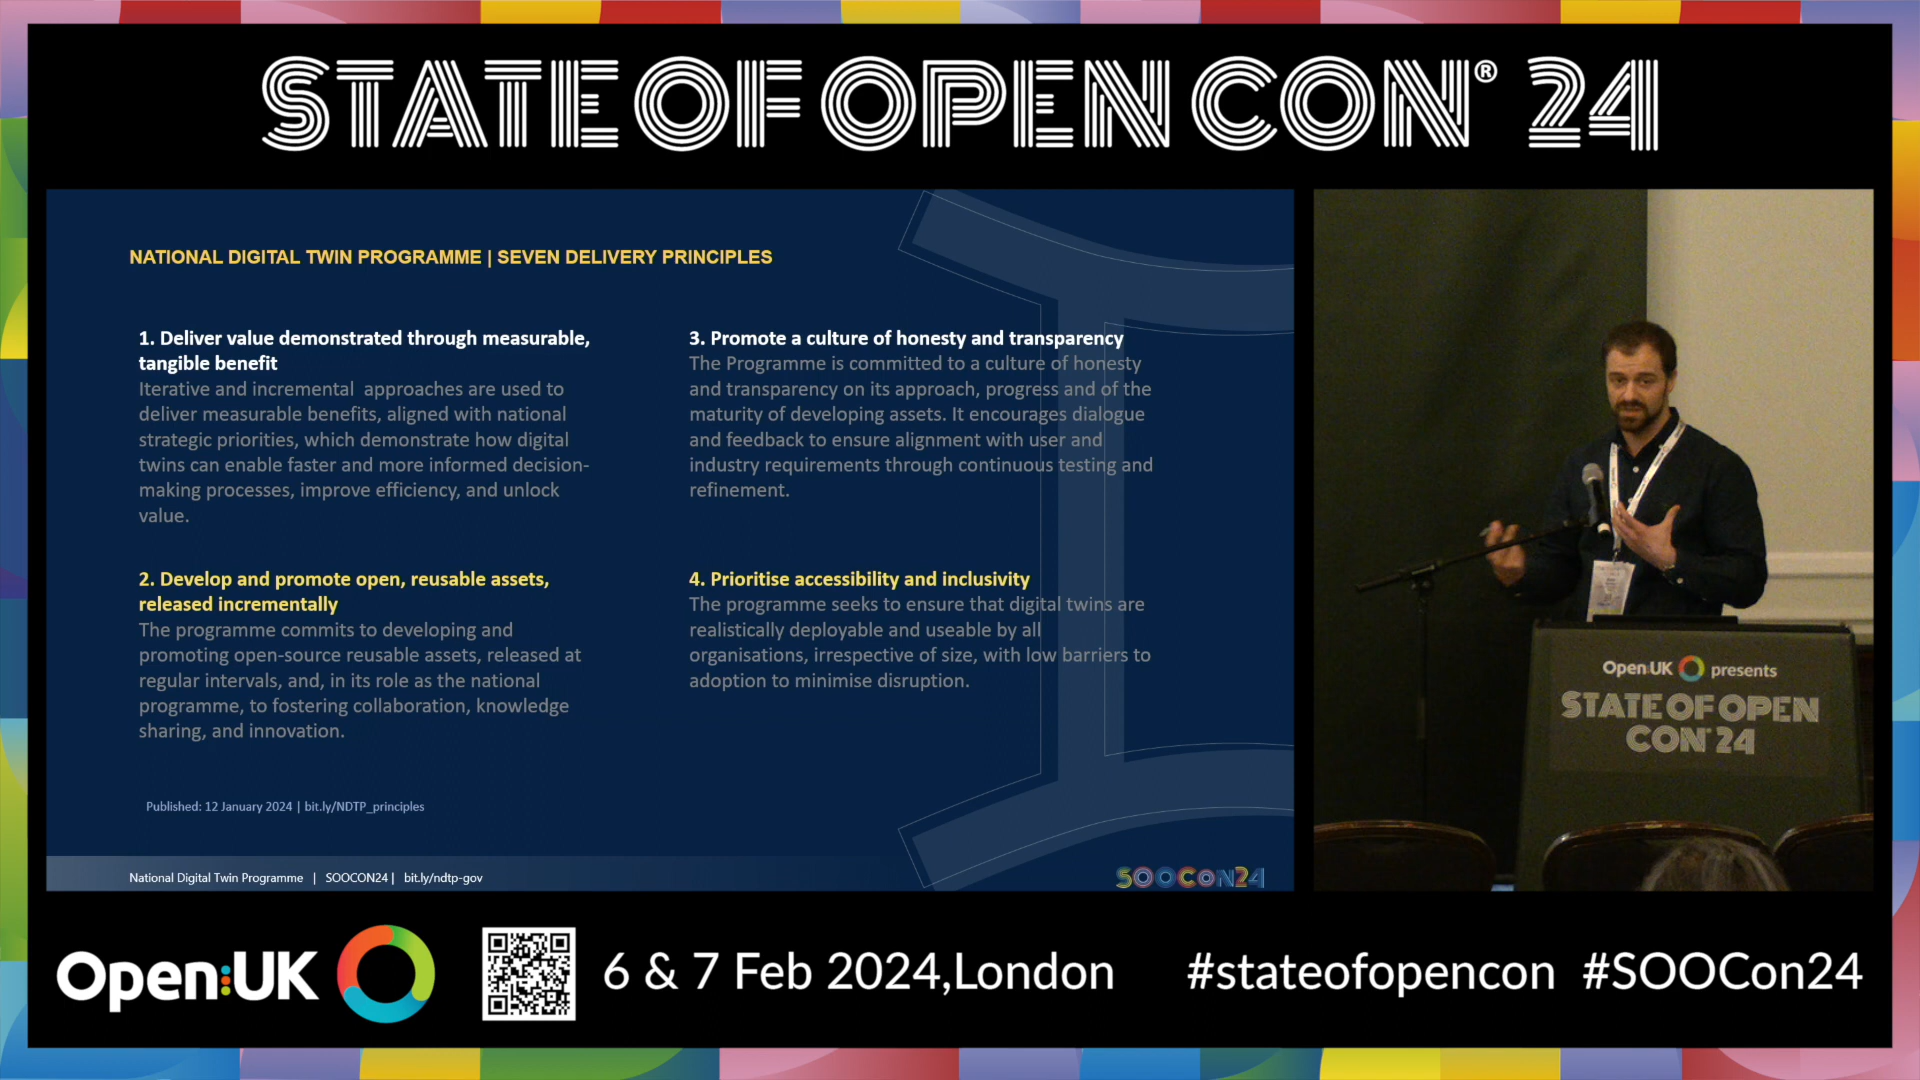 STATE OF OPEN CON® 24
NATIONAL DIGITAL TWIN PROGRAMME | SEVEN DELIVERY PRINCIPLES
1. Deliver value demonstrated through measurable,
tangible benefit
Iterative and incremental approaches are used to
deliver measurable benefits, aligned with national
strategic priorities, which demonstrate how digital
twins can enable faster and more informed decision-
making processes, improve efficiency, and unlock
value.
2. Develop and promote open, reusable assets,
released incrementally
The programme commits to developing and
promoting open-source reusable assets, released at
regular intervals, and, in its role as the national
programme, to fostering collaboration, knowledge
sharing, and innovation.
3. Promote a culture of honesty and transparency
The Programme is committed to a culture of honesty
and transparency on its approach, progress and of the
maturity of developing assets. It encourages dialogue
and feedback to ensure alignment with user and
industry requirements through continuous testing and
refinement.
4. Prioritise accessibility and inclusivity
The programme seeks to ensure that digital twins are
realistically deployable and useable by all
organisations, irrespective of size, with low barriers to
adoption to minimise disruption.
Published: 12 January 2024 | bit.ly/NDTP_principles
National Digital Twin Programme | SOOCON24 | bit.ly/ndtp-gov
SOOCON24
Open:UK presents
STATE OF OPEN
CON® 24
Open:UK
6 & 7 Feb 2024,London
#stateofopencon #SOOCon24